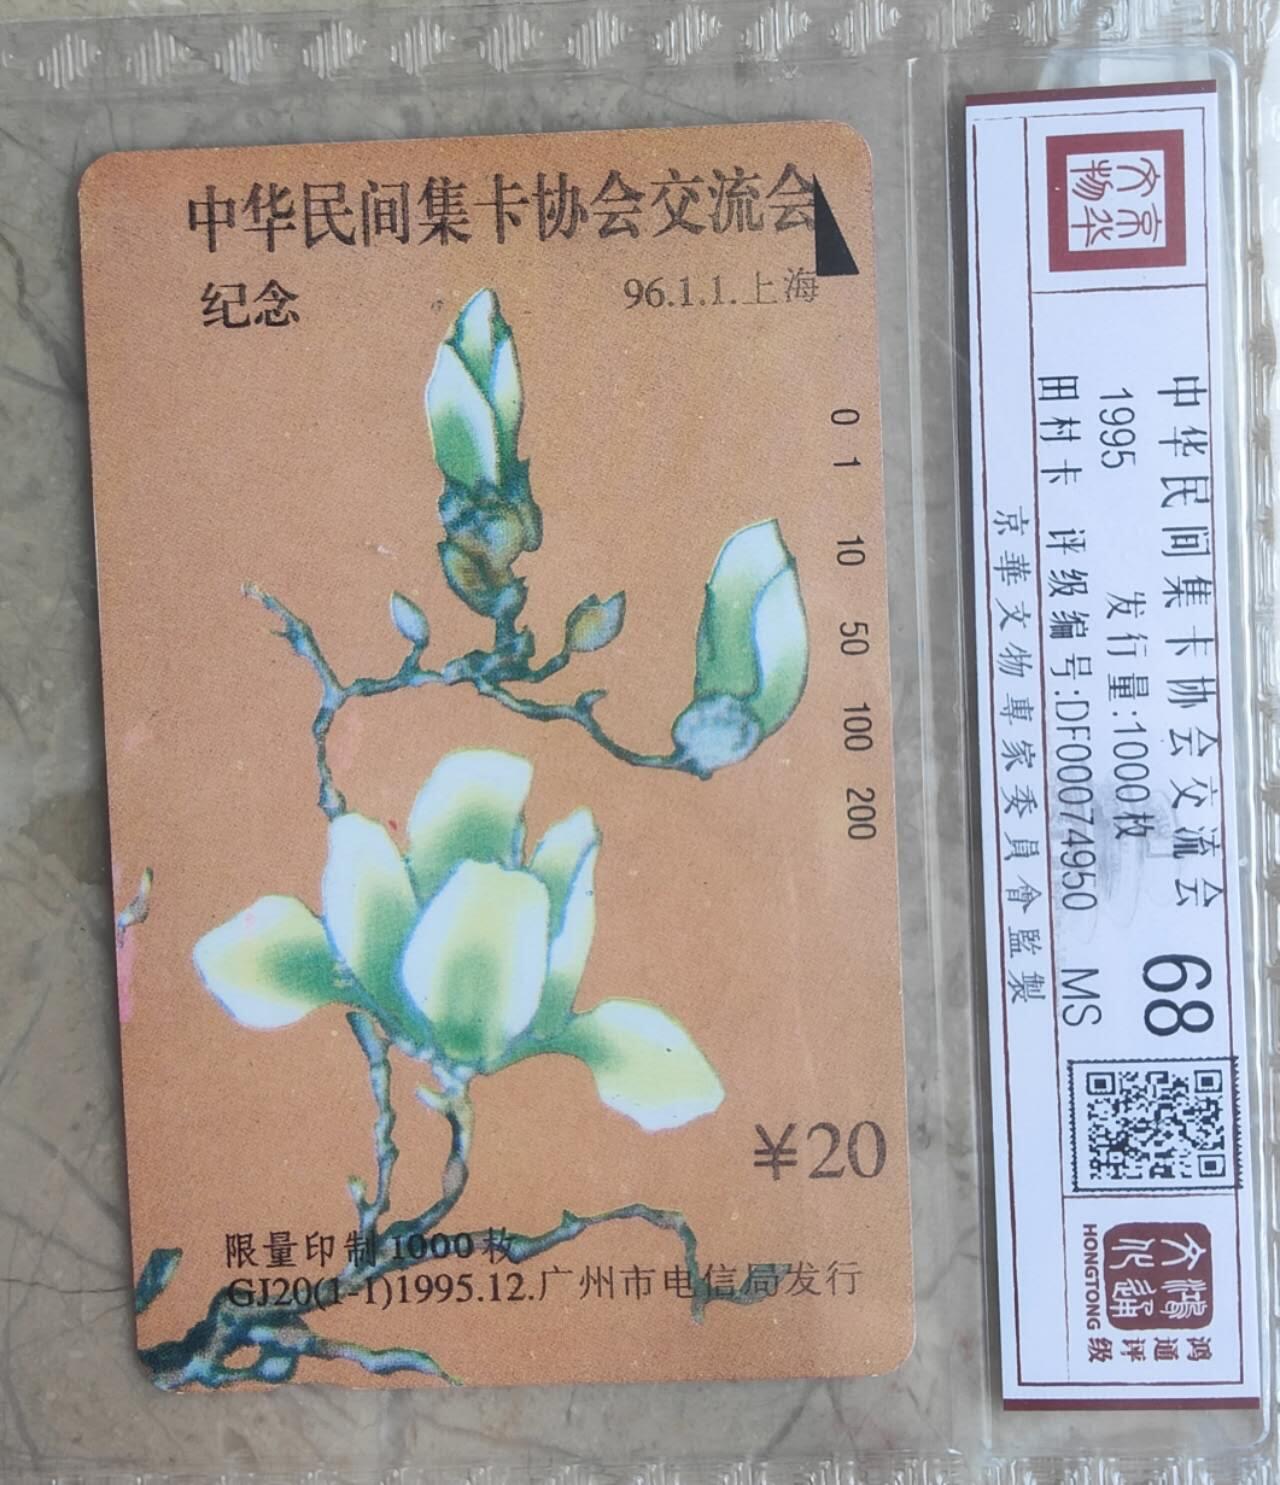 中华民间集卡协会交流会
纪念
96.1.1.上海
0 1 10 50 100 200
¥20
限量印制 1000 枚
GJ20(1-1)1995.12.广州市电信局发行
京华
文物
中华民间集卡协会交流会
1995 发行量:1000枚
田村卡 评级编号:DF00074950 MS
68
京華文物專家委員會監製
鸿通评级
HONGTONG